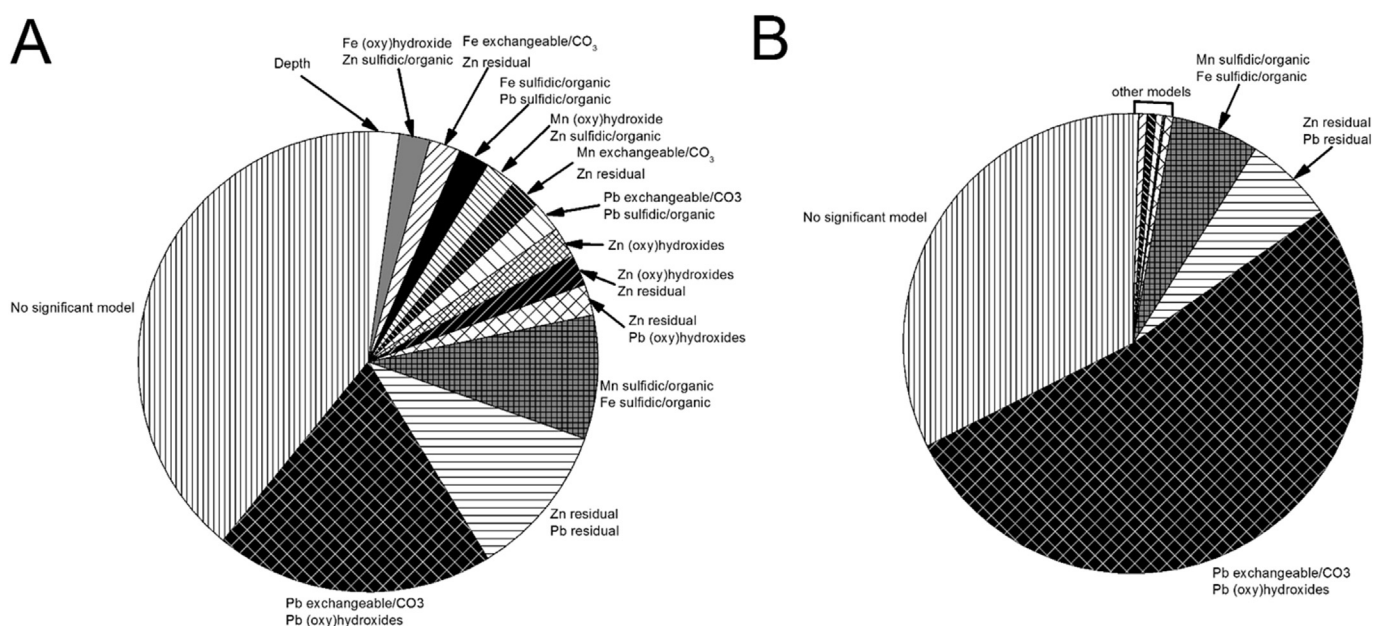 A
Depth
Fe (oxy)hydroxide
Zn sulfidic/organic
Fe exchangeable/CO3
Zn residual
Fe sulfidic/organic
Pb sulfidic/organic
Mn (oxy)hydroxide
Zn sulfidic/organic
Mn exchangeable/CO3
Zn residual
Pb exchangeable/CO3
Pb sulfidic/organic
Zn (oxy)hydroxides
Zn (oxy)hydroxides
Zn residual
Zn residual
Pb (oxy)hydroxides
Mn sulfidic/organic
Fe sulfidic/organic
Zn residual
Pb residual
Pb exchangeable/CO3
Pb (oxy)hydroxides
No significant model
B
other models
Mn sulfidic/organic
Fe sulfidic/organic
Zn residual
Pb residual
Pb exchangeable/CO3
Pb (oxy)hydroxides
No significant model